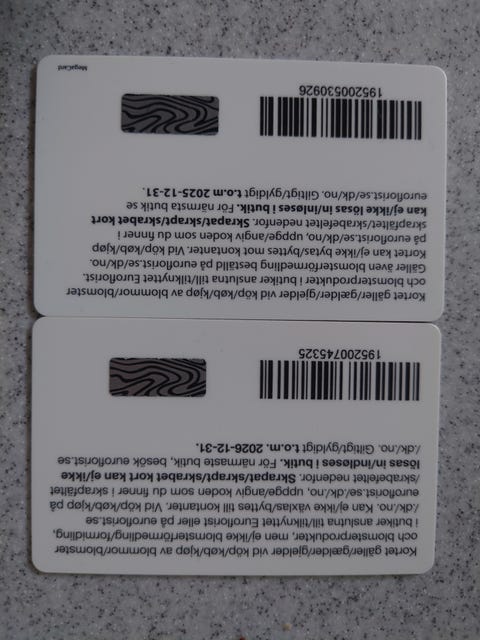 Kortet gäller/gælder/gjelder vid köp/køb/kjøp av blommor/blomster
och blomsterprodukter, men ej/ikke blomsterförmedling/formidling,
i butiker anslutna till/tilknyttet Euroflorist eller på euroflorist.se
/.dk/.no. Kan ej/ikke växlas/byttes till kontanter. Vid köp/køb/kjøp på
euroflorist.se/.dk/.no, uppge/angiv koden som du finner i skrapfältet
/skrabefeltet nedenfor. Skrapat/skrapt/skrabet kort kan ej/ikke
lösas in/indløses i butik. För närmaste butik, besök euroflorist.se
/.dk/.no. Giltigt/gyldigt t.o.m. 2026-12-31.
195200745325
Kortet gäller/gælder/gjelder vid köp/køb/kjøp av blommor/blomster
och blomsterprodukter i butiker anslutna till/tilknyttet Euroflorist.
Gäller även blomsterförmedling beställd på euroflorist.se/dk/no.
Kortet kan ej/ikke bytas/byttes mot kontanter. Vid köp/køb/kjøp
på euroflorist.se/dk/no, uppge/angiv koden som du finner i
skrapfältet/skrabefeltet nedenfor. Skrapat/skrapt/skrabet kort
kan ej/ikke lösas in/inløses i butik. För närmsta butik se
euroflorist.se/dk/no. Giltigt/gyldigt t.o.m 2025-12-31.
195200530926
MegaCard